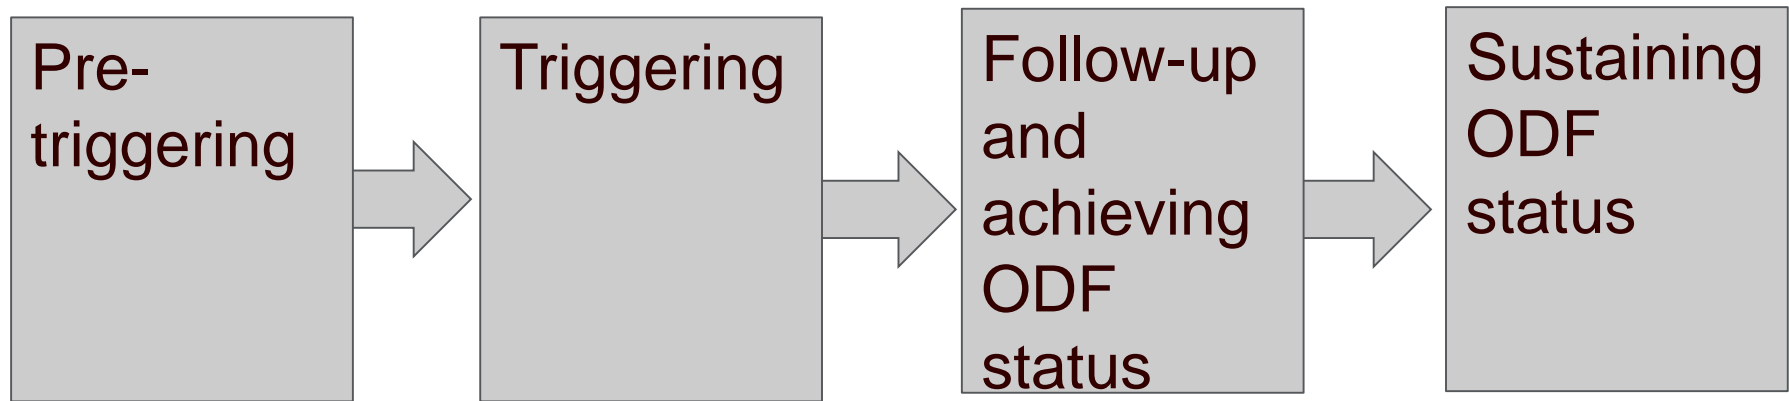 Pre-
triggering
Triggering
Follow-up
and
achieving
ODF
status
Sustaining
ODF
status